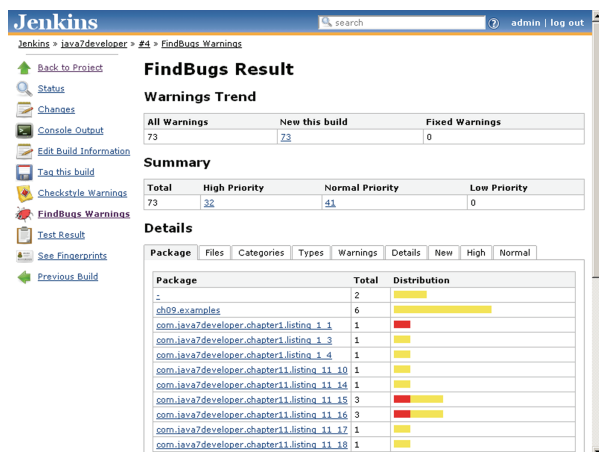 Jenkins
search
admin | log out
Jenkins » java7developer » #4 » FindBugs Warnings
Back to Project
Status
Changes
Console Output
Edit Build Information
Tag this build
Checkstyle Warnings
FindBugs Warnings
Test Result
See Fingerprints
Previous Build
FindBugs Result
Warnings Trend
All Warnings New this build Fixed Warnings
73 73 0
Summary
Total High Priority Normal Priority Low Priority
73 32 41 0
Details
Package Files Categories Types Warnings Details New High Normal
Package Total Distribution
- 2
ch09.examples 6
com.java7developer.chapter1.listing_1_1 1
com.java7developer.chapter1.listing_1_3 1
com.java7developer.chapter1.listing_1_4 1
com.java7developer.chapter11.listing_11_10 1
com.java7developer.chapter11.listing_11_14 1
com.java7developer.chapter11.listing_11_15 3
com.java7developer.chapter11.listing_11_16 3
com.java7developer.chapter11.listing_11_17 1
com.java7developer.chapter11.listing_11_18 1